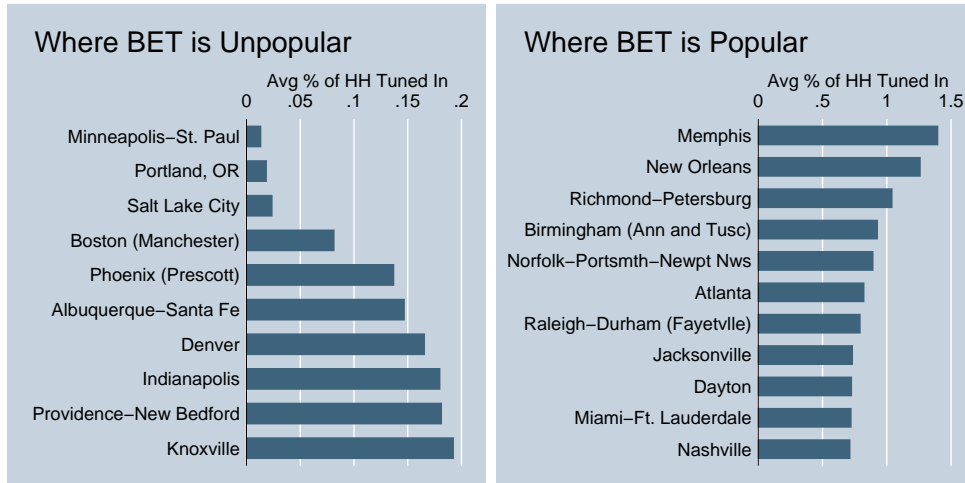 Where BET is Unpopular
Avg % of HH Tuned In
0 .05 .1 .15 .2
Minneapolis−St. Paul
Portland, OR
Salt Lake City
Boston (Manchester)
Phoenix (Prescott)
Albuquerque−Santa Fe
Denver
Indianapolis
Providence−New Bedford
Knoxville
Where BET is Popular
Avg % of HH Tuned In
0 .5 1 1.5
Memphis
New Orleans
Richmond−Petersburg
Birmingham (Ann and Tusc)
Norfolk−Portsmth−Newpt Nws
Atlanta
Raleigh−Durham (Fayetvlle)
Jacksonville
Dayton
Miami−Ft. Lauderdale
Nashville